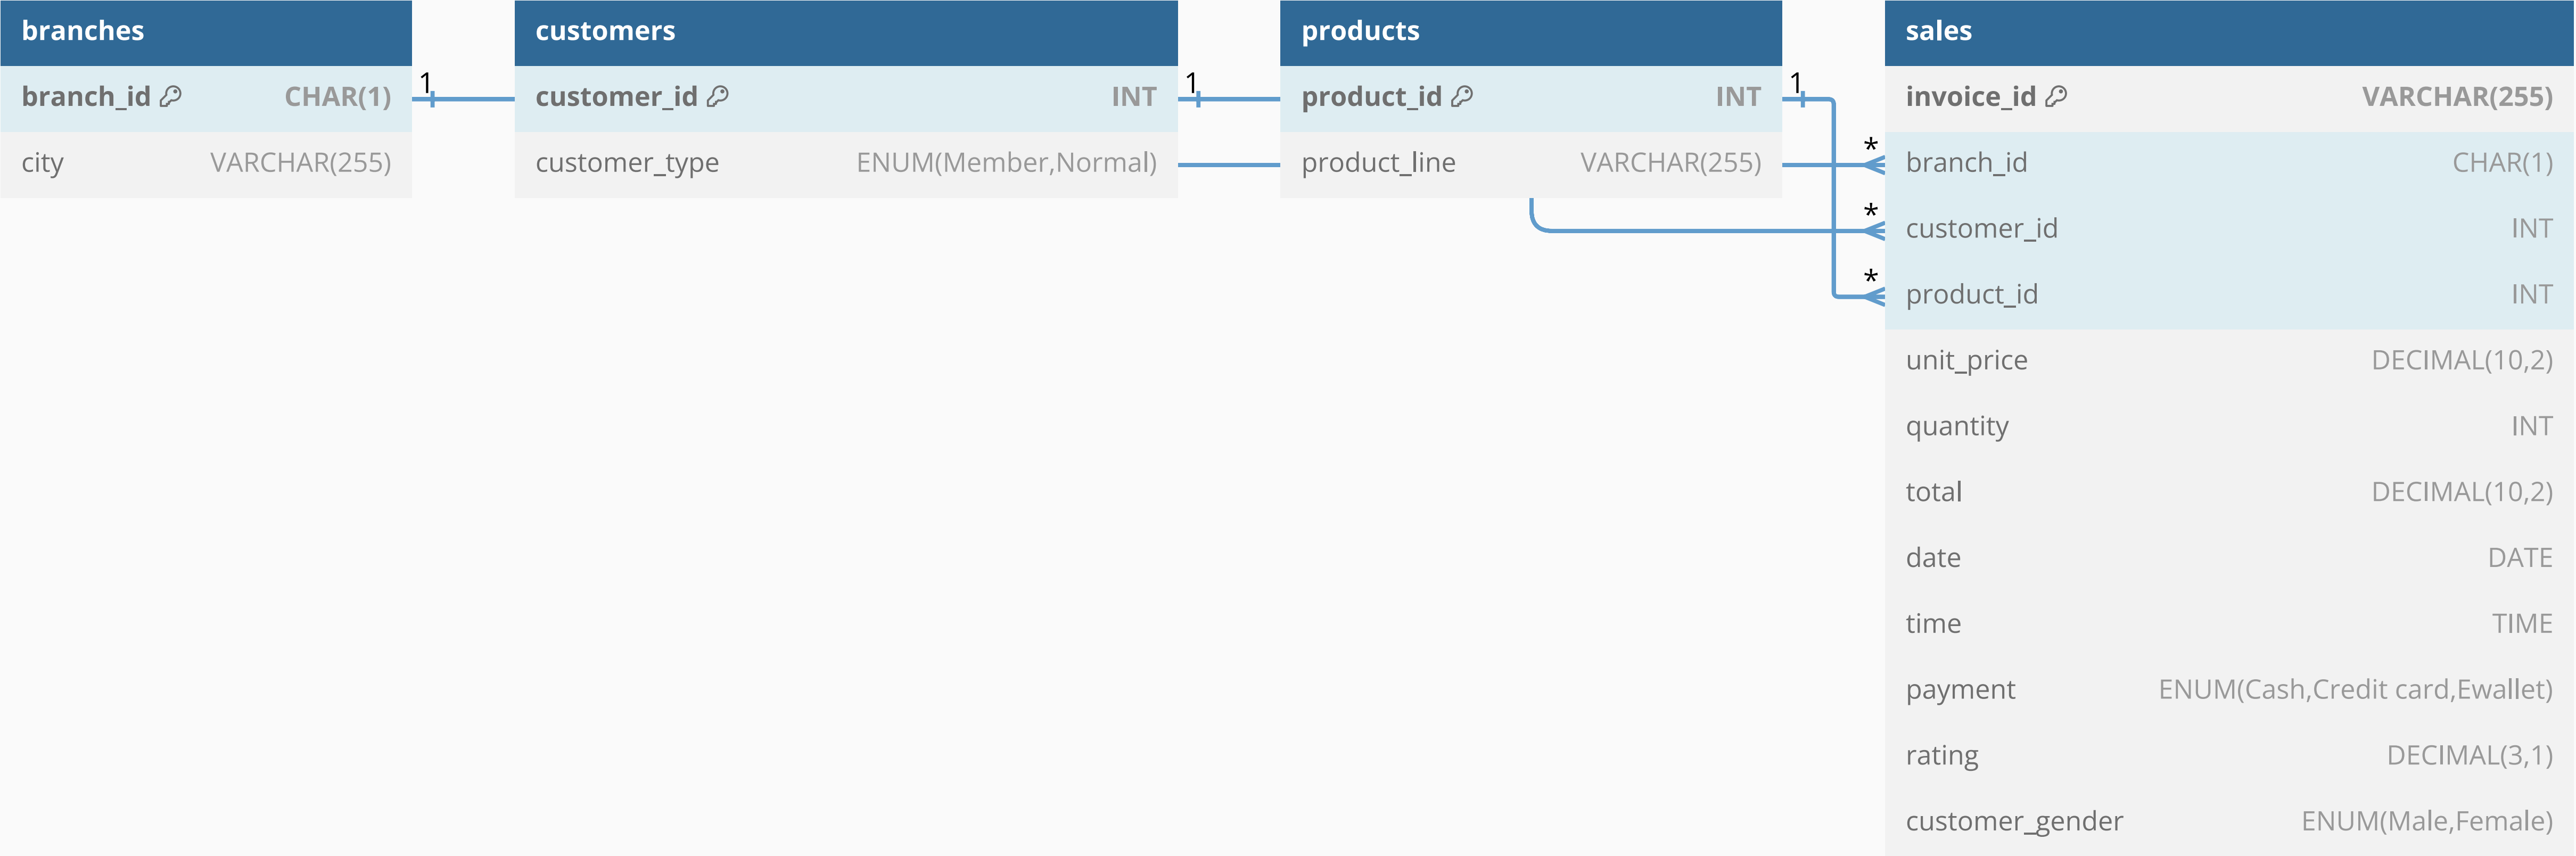 branches
branch_id CHAR(1)
city VARCHAR(255)
1
customers
customer_id INT
customer_type ENUM(Member,Normal)
1
products
product_id INT
product_line VARCHAR(255)
1
*
*
*
sales
invoice_id VARCHAR(255)
branch_id CHAR(1)
customer_id INT
product_id INT
unit_price DECIMAL(10,2)
quantity INT
total DECIMAL(10,2)
date DATE
time TIME
payment ENUM(Cash,Credit card,Ewallet)
rating DECIMAL(3,1)
customer_gender ENUM(Male,Female)